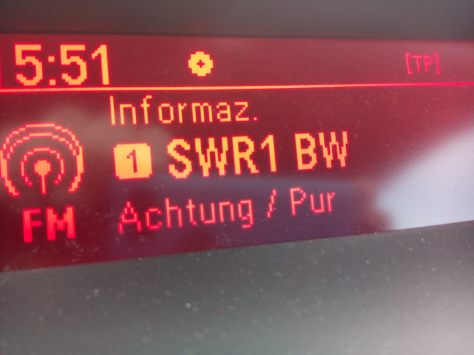 5:51 [TP]
Informaz.
1 SWR1 BW
FM Achtung / Pur